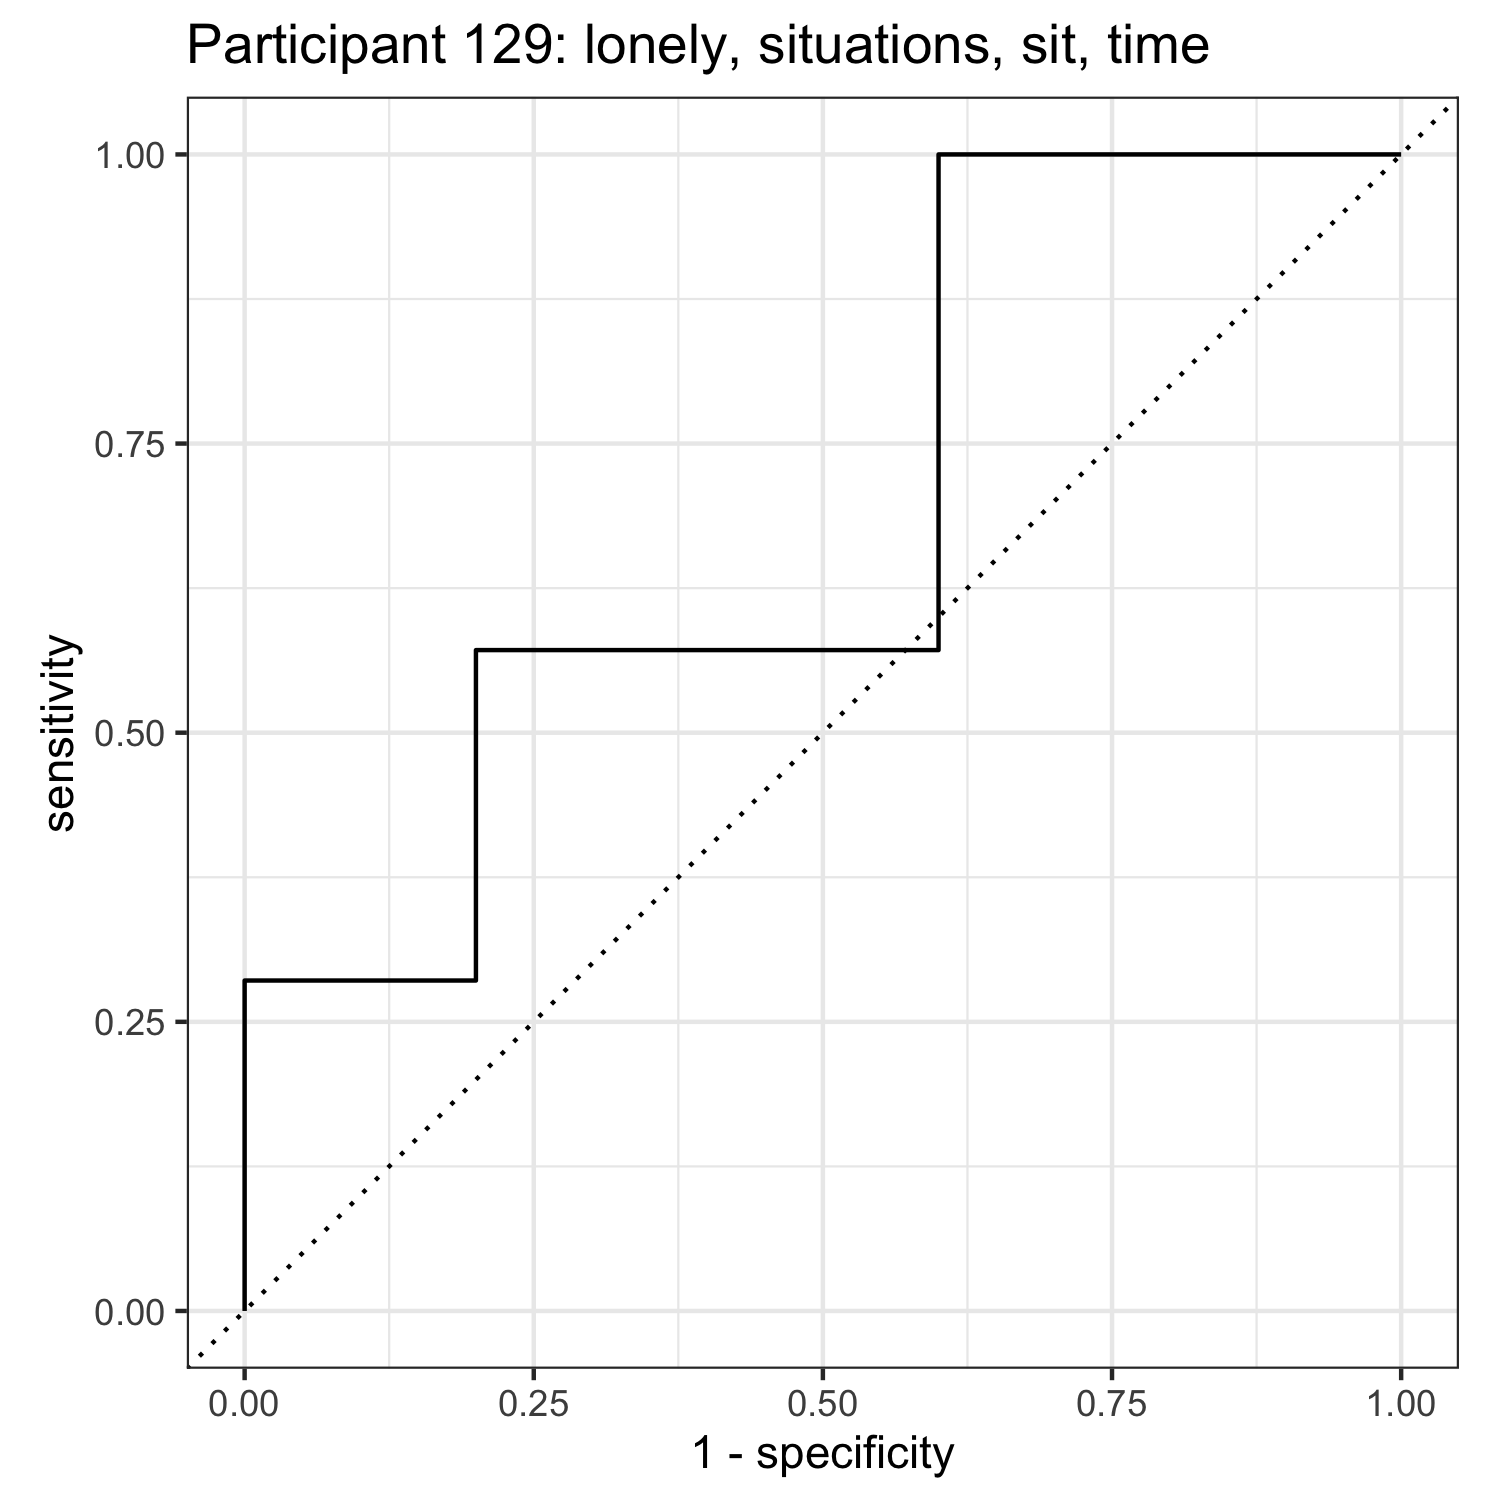 Participant 129: lonely, situations, sit, time
1.00
0.75
0.50
0.25
0.00
sensitivity
0.00 0.25 0.50 0.75 1.00
1 - specificity